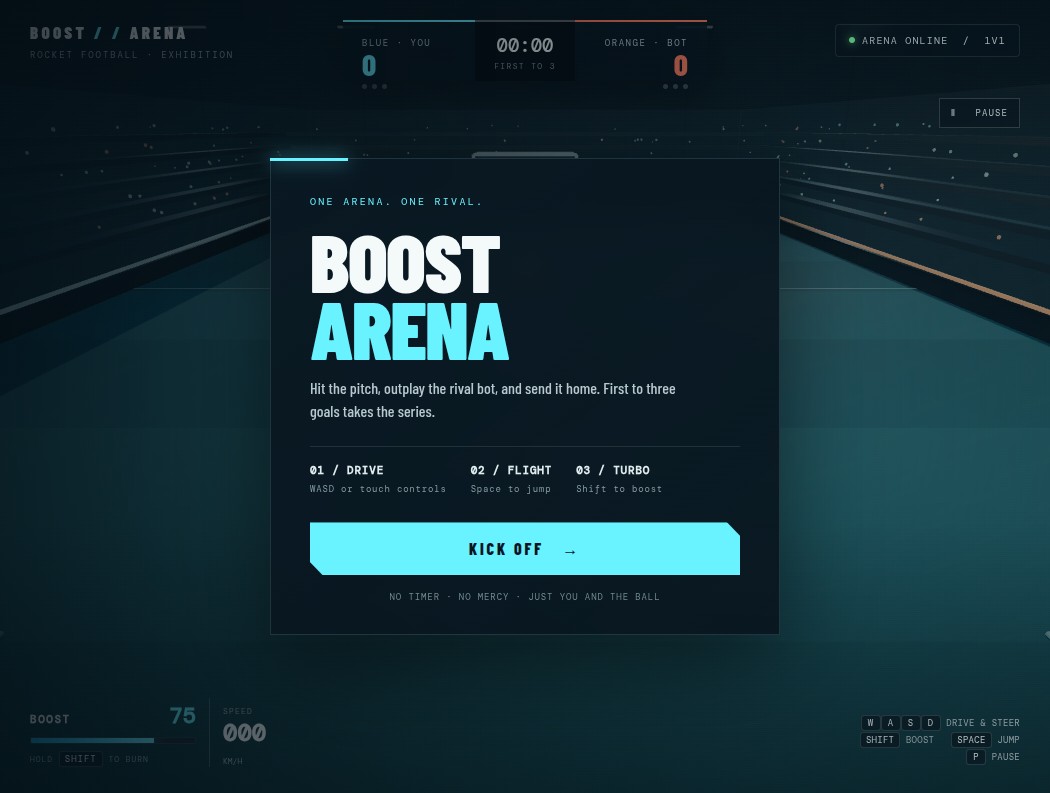 BOOST // ARENA
ROCKET FOOTBALL · EXHIBITION
BLUE · YOU
0
00:00
FIRST TO 3
ORANGE · BOT
0
ARENA ONLINE / 1V1
PAUSE
ONE ARENA. ONE RIVAL.
BOOST
ARENA
Hit the pitch, outplay the rival bot, and send it home. First to three
goals takes the series.
01 / DRIVE
WASD or touch controls
02 / FLIGHT
Space to jump
03 / TURBO
Shift to boost
KICK OFF →
NO TIMER · NO MERCY · JUST YOU AND THE BALL
BOOST 75
HOLD SHIFT TO BURN
SPEED
000
KM/H
W A S D DRIVE & STEER
SHIFT BOOST SPACE JUMP
P PAUSE